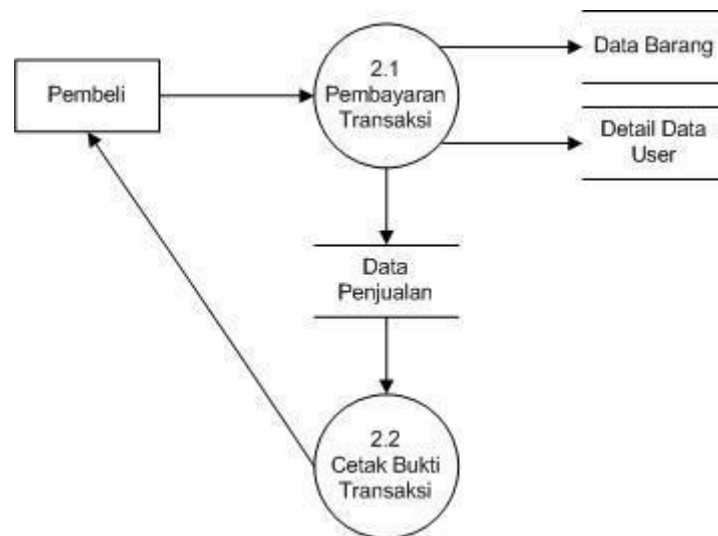 Pembeli
2.1
Pembayaran
Transaksi
Data Barang
Detail Data
User
Data
Penjualan
2.2
Cetak Bukti
Transaksi